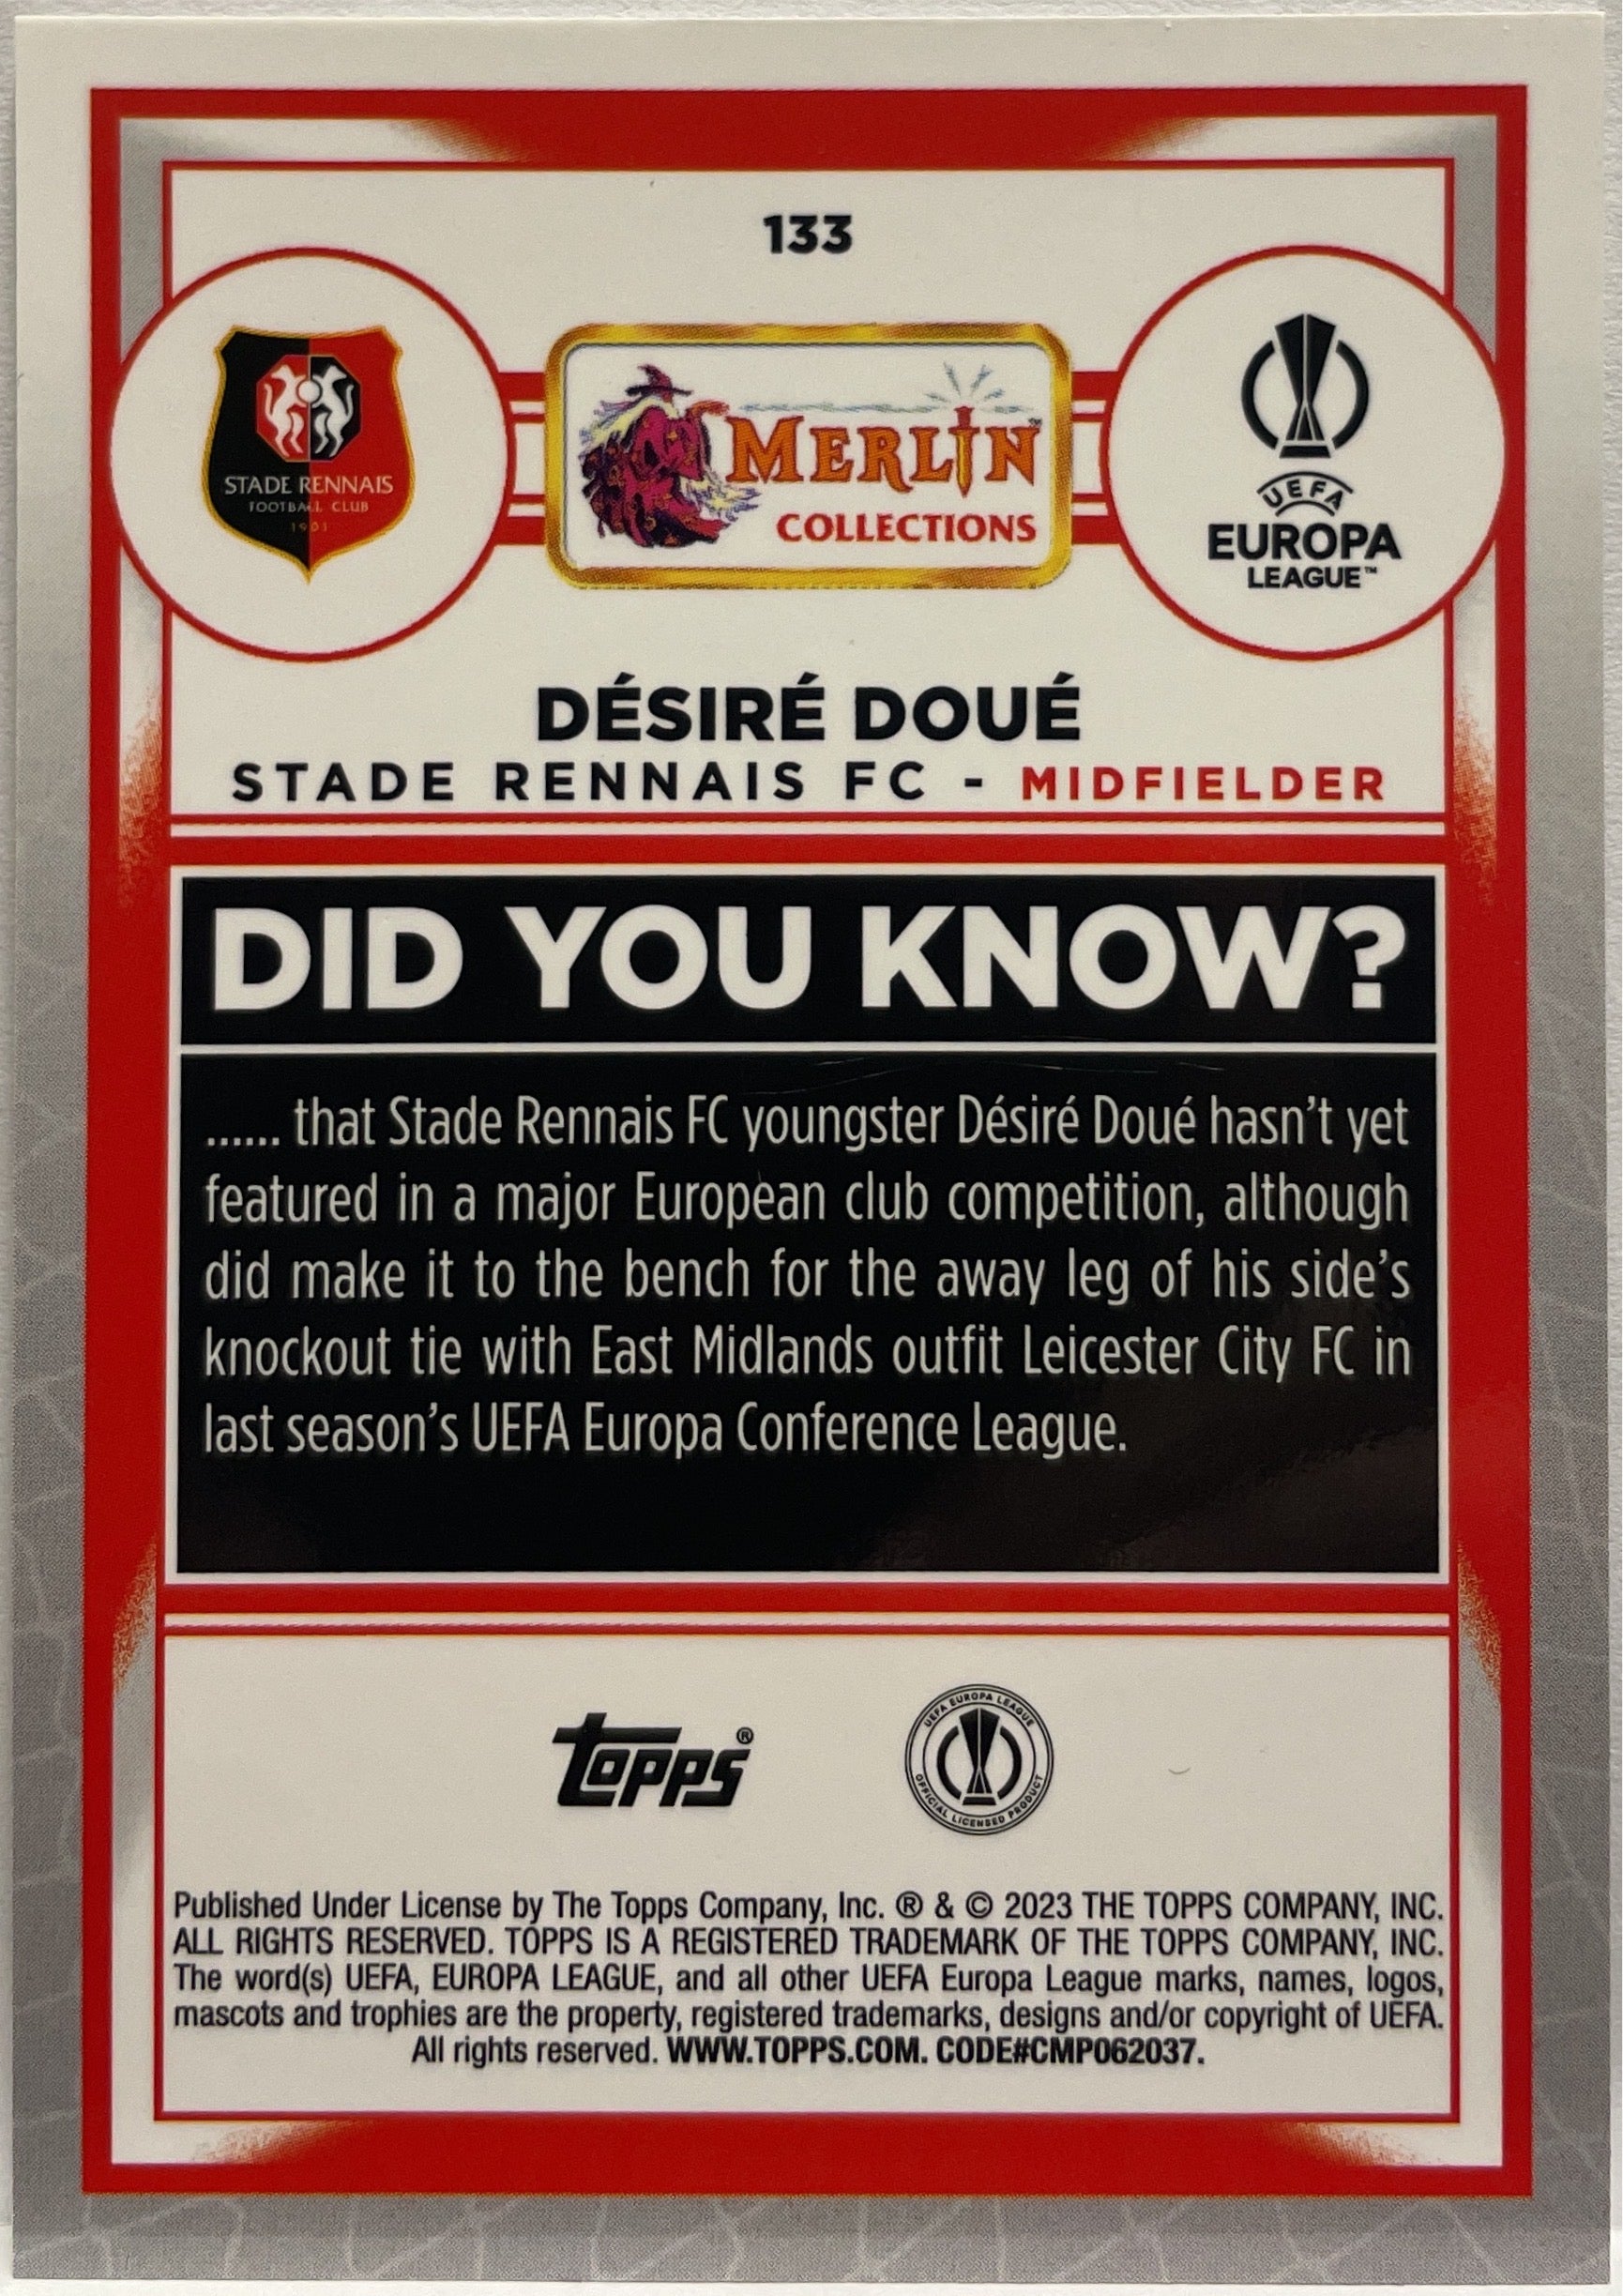 133
STADE RENNAIS
FOOTBALL CLUB
1901
MERLIN™
COLLECTIONS
UEFA
EUROPA
LEAGUE™
DÉSIRÉ DOUÉ
STADE RENNAIS FC - MIDFIELDER
DID YOU KNOW?
...... that Stade Rennais FC youngster Désiré Doué hasn't yet
featured in a major European club competition, although
did make it to the bench for the away leg of his side's
knockout tie with East Midlands outfit Leicester City FC in
last season's UEFA Europa Conference League.
topps®
UEFA EUROPA LEAGUE
OFFICIAL LICENSED PRODUCT
Published Under License by The Topps Company, Inc. ® & © 2023 THE TOPPS COMPANY, INC.
ALL RIGHTS RESERVED. TOPPS IS A REGISTERED TRADEMARK OF THE TOPPS COMPANY, INC.
The word(s) UEFA, EUROPA LEAGUE, and all other UEFA Europa League marks, names, logos,
mascots and trophies are the property, registered trademarks, designs and/or copyright of UEFA.
All rights reserved. WWW.TOPPS.COM. CODE#CMP062037.